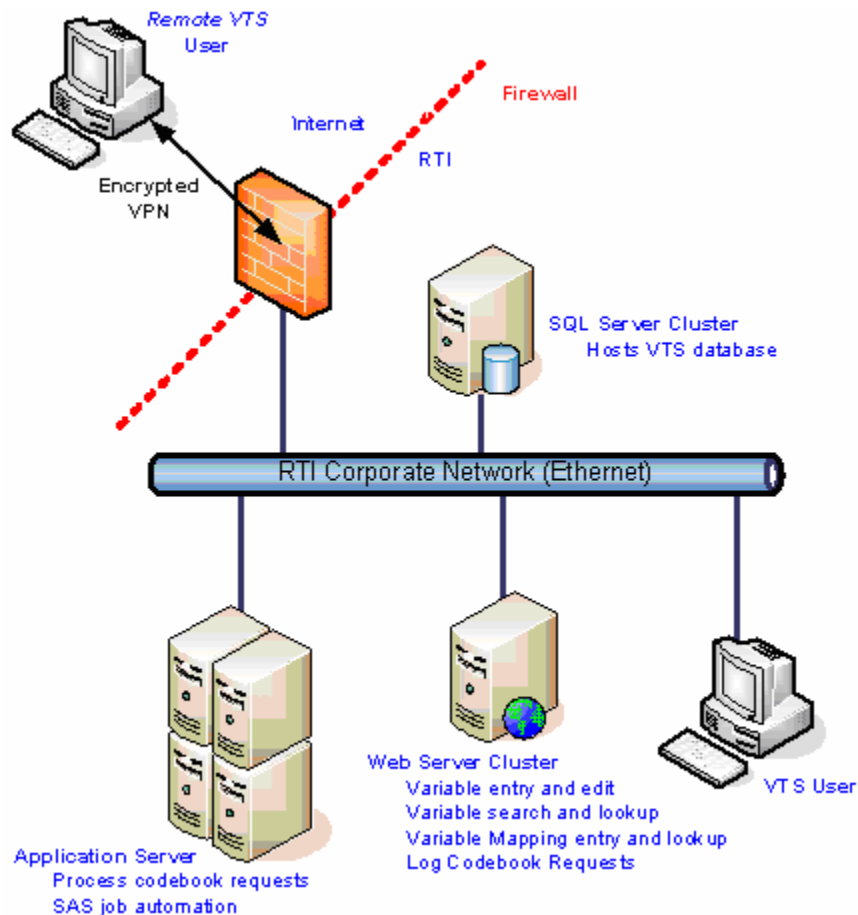 Remote VTS
User
Firewall
Internet
RTI
Encrypted
VPN
SQL Server Cluster
Hosts VTS database
RTI Corporate Network (Ethernet)
Web Server Cluster
Variable entry and edit
Variable search and lookup
Variable Mapping entry and lookup
Log Codebook Requests
VTS User
Application Server
Process codebook requests
SAS job automation